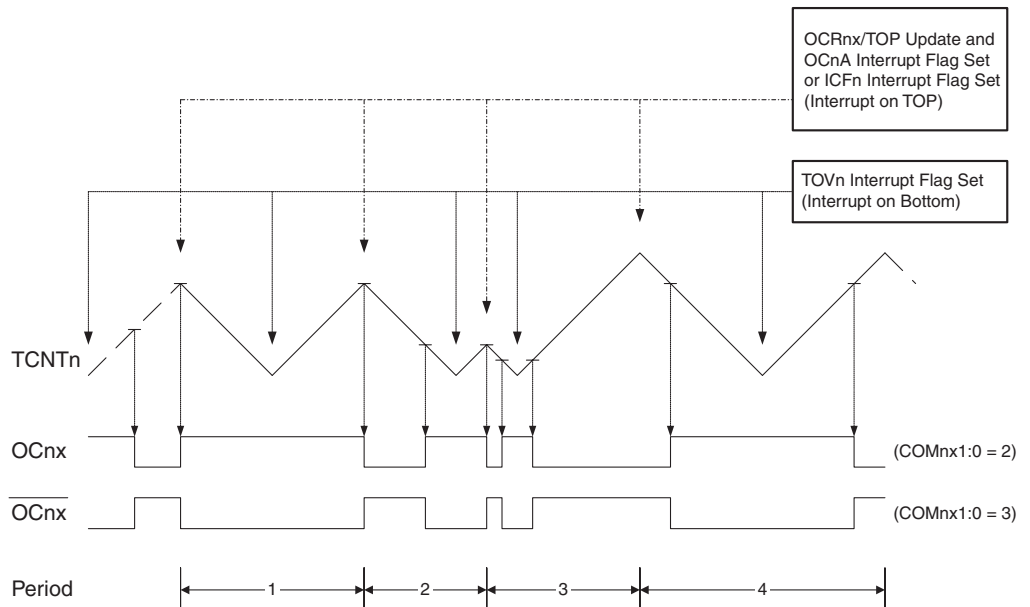 OCRnx/TOP Update and
OCnA Interrupt Flag Set
or ICFn Interrupt Flag Set
(Interrupt on TOP)
TOVn Interrupt Flag Set
(Interrupt on Bottom)
TCNTn
OCnx
(COMnx1:0 = 2)
OCnx
(COMnx1:0 = 3)
Period
1
2
3
4